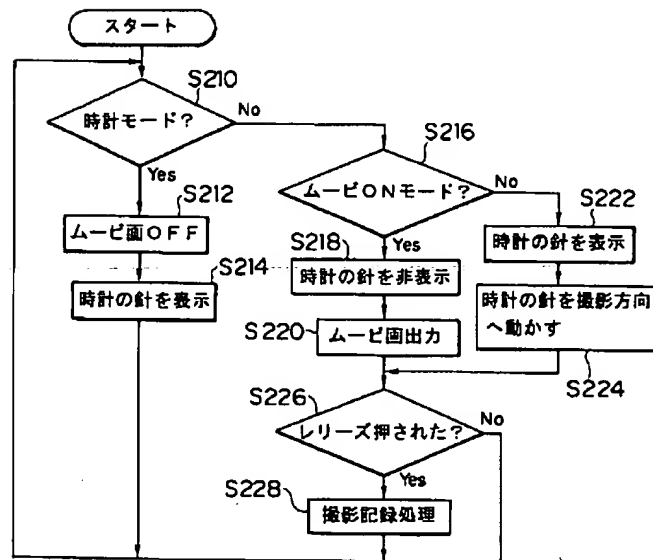 スタート
S210
時計モード?
No
Yes
S216
ムービONモード?
No
Yes
S212
ムービ画OFF
S214
時計の針を表示
S218
時計の針を非表示
S220
ムービ画出力
S222
時計の針を表示
時計の針を撮影方向
へ動かす
S224
S226
レリーズ押された?
No
Yes
S228
撮影記録処理